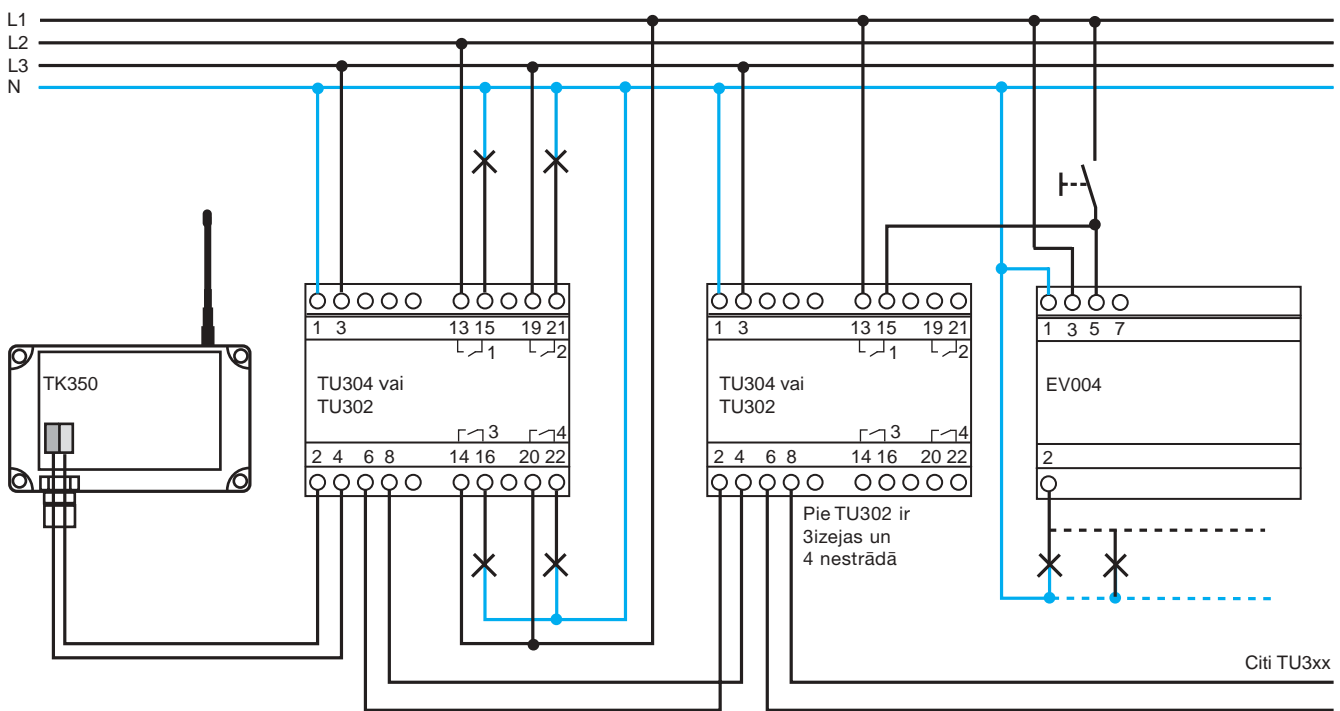 L1
L2
L3
N
TK350
1 3 13 15 19 21
1 2
TU304 vai
TU302
3 4
2 4 6 8 14 16 20 22
1 3 13 15 19 21
1 2
TU304 vai
TU302
3 4
2 4 6 8 14 16 20 22
Pie TU302 ir
3izejas un
4 nestrādā
1 3 5 7
EV004
2
Citi TU3xx